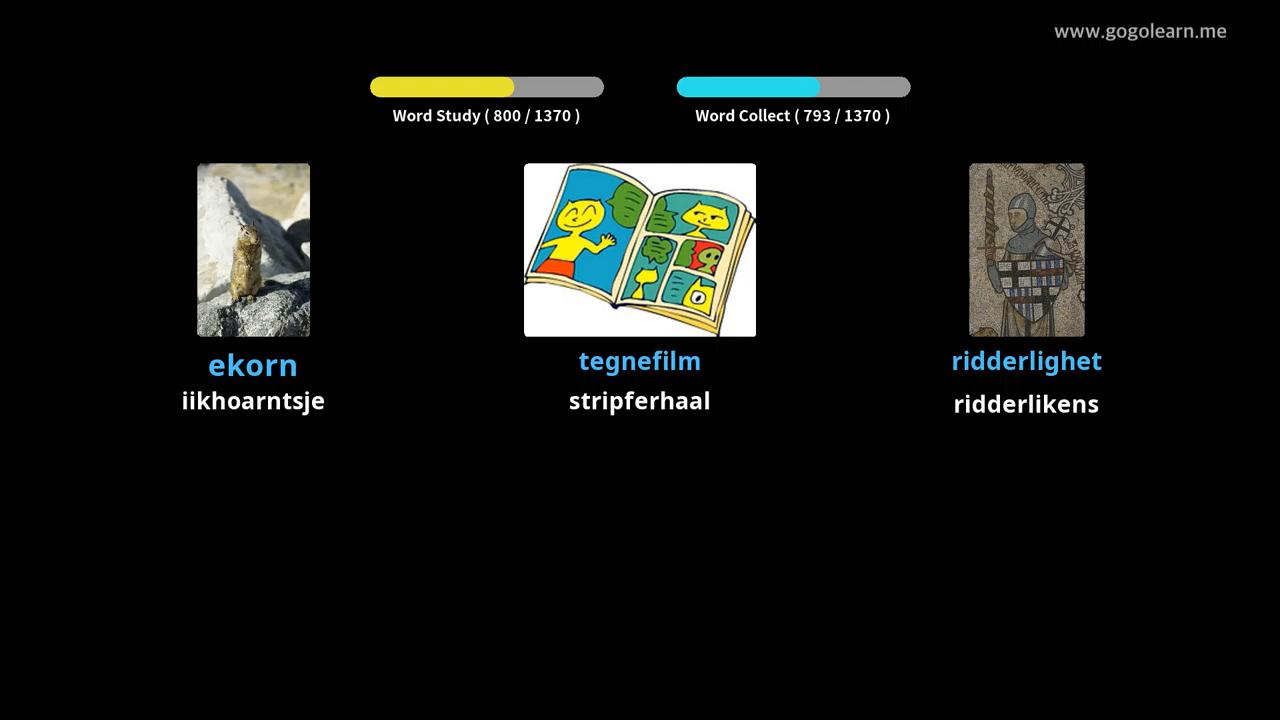 www.gogolearn.me
Word Study ( 800 / 1370 )
Word Collect ( 793 / 1370 )
ekorn
tegnefilm
ridderlighet
iikhoarntsje
stripferhaal
ridderlikens